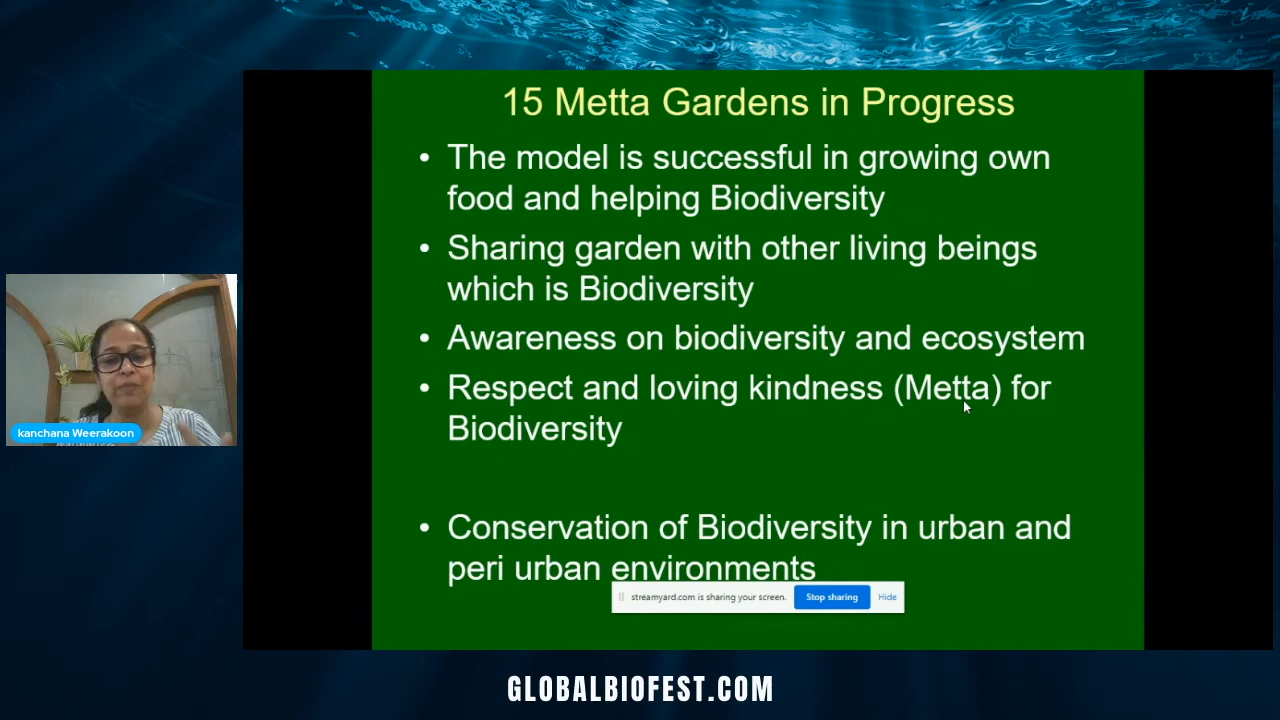 15 Metta Gardens in Progress
• The model is successful in growing own
food and helping Biodiversity
• Sharing garden with other living beings
which is Biodiversity
• Awareness on biodiversity and ecosystem
• Respect and loving kindness (Metta) for
Biodiversity
• Conservation of Biodiversity in urban and
peri urban environments
streamyard.com is sharing your screen. Stop sharing Hide
kanchana Weerakoon
GLOBALBIOFEST.COM